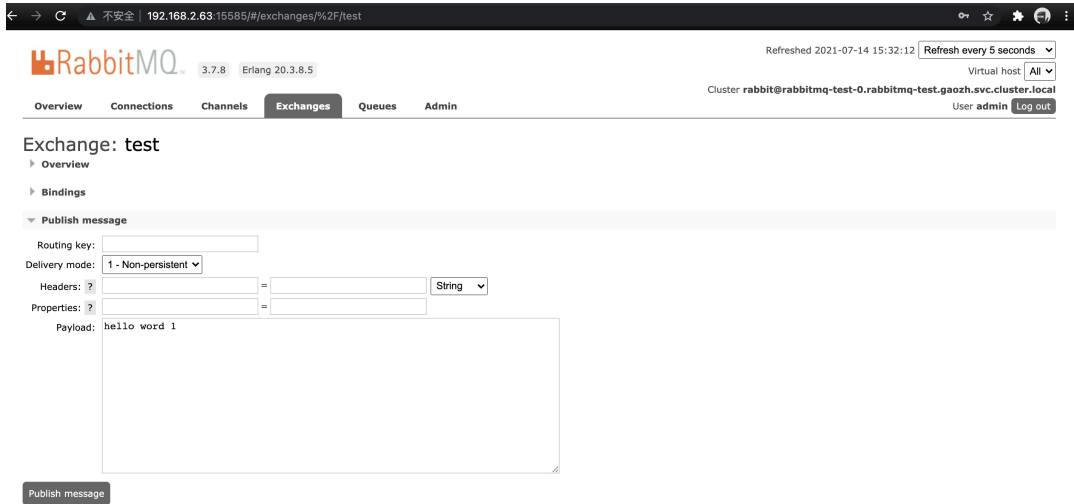 不安全 | 192.168.2.63:15585/#/exchanges/%2F/test
RabbitMQ 3.7.8 Erlang 20.3.8.5
Refreshed 2021-07-14 15:32:12 Refresh every 5 seconds
Virtual host All
Cluster rabbit@rabbitmq-test-0.rabbitmq-test.gaozh.svc.cluster.local
User admin Log out
Overview Connections Channels Exchanges Queues Admin
Exchange: test
Overview
Bindings
Publish message
Routing key:
Delivery mode: 1 - Non-persistent
Headers: ? = String
Properties: ? =
Payload: hello word 1
Publish message